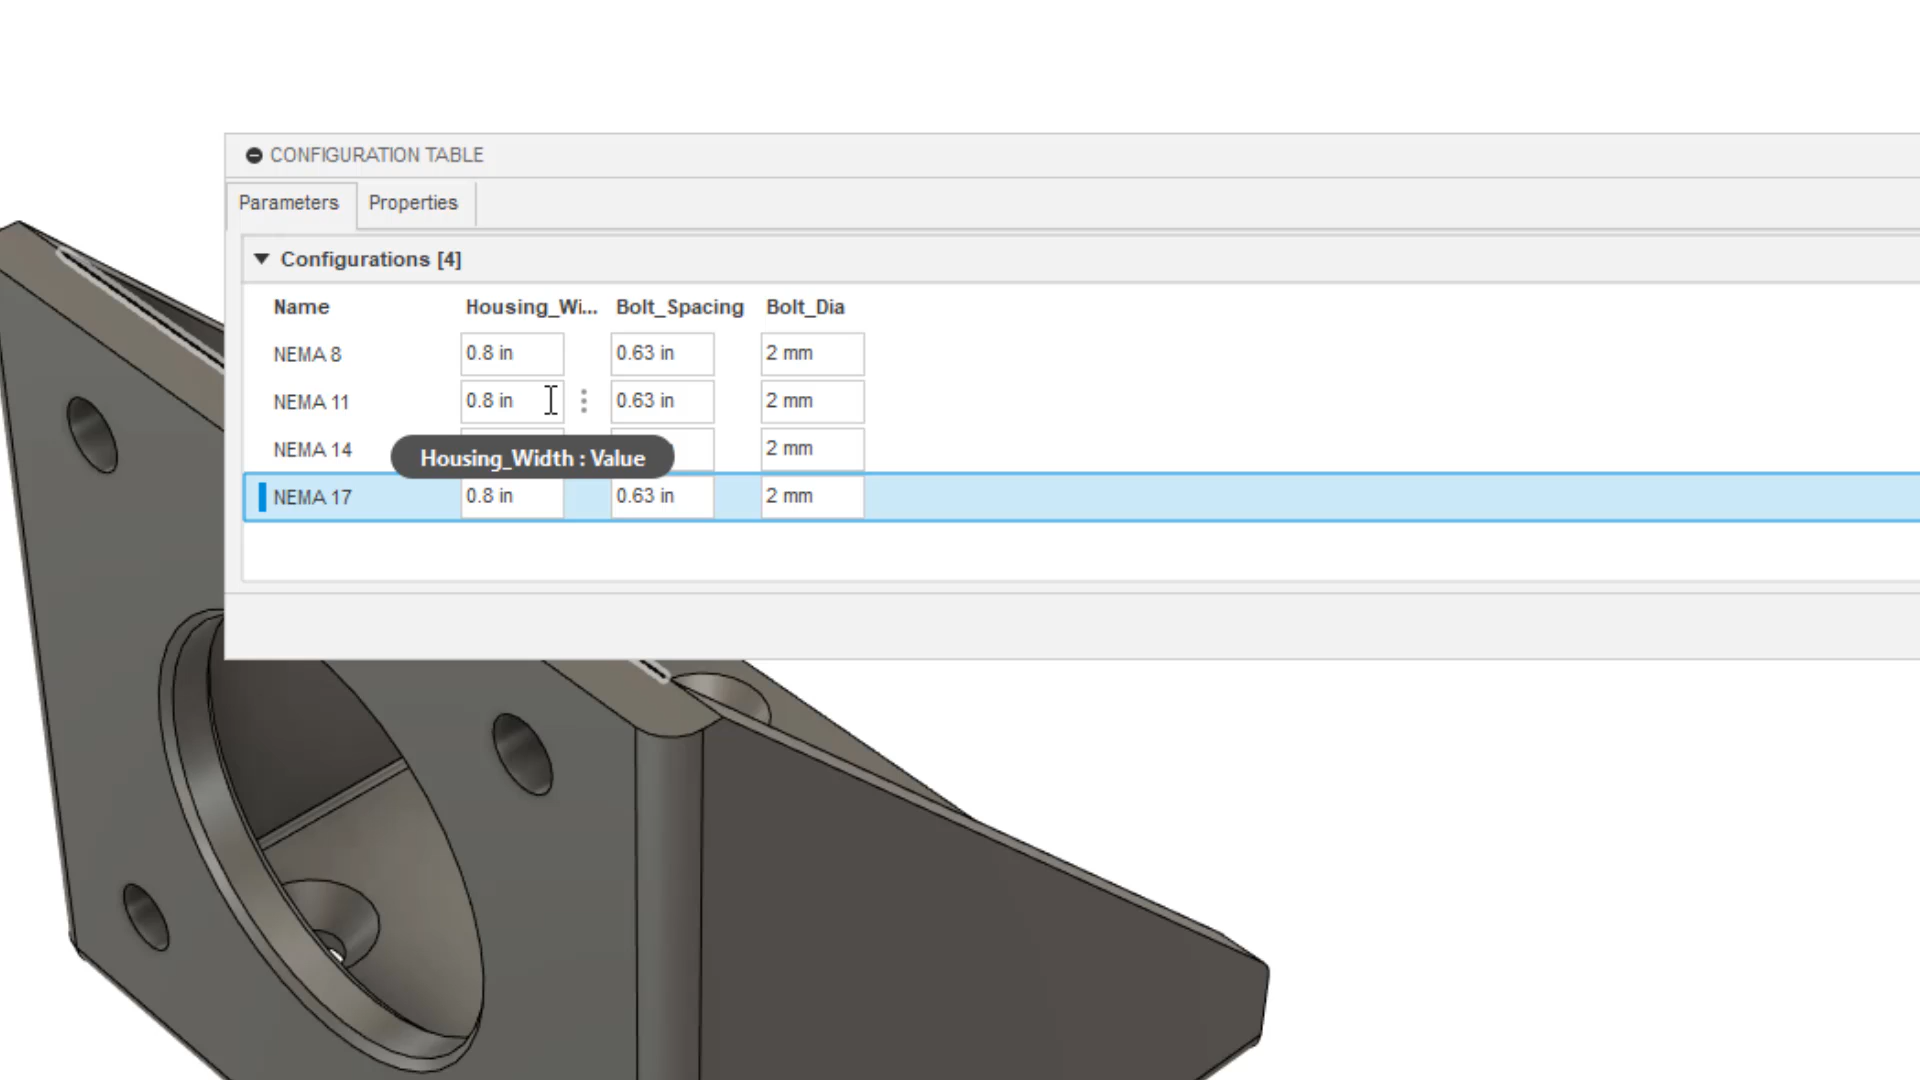 CONFIGURATION TABLE
Parameters Properties
Configurations [4]
Name Housing_Wi... Bolt_Spacing Bolt_Dia
NEMA 8 0.8 in 0.63 in 2 mm
NEMA 11 0.8 in 0.63 in 2 mm
NEMA 14 2 mm
Housing_Width : Value
NEMA 17 0.8 in 0.63 in 2 mm